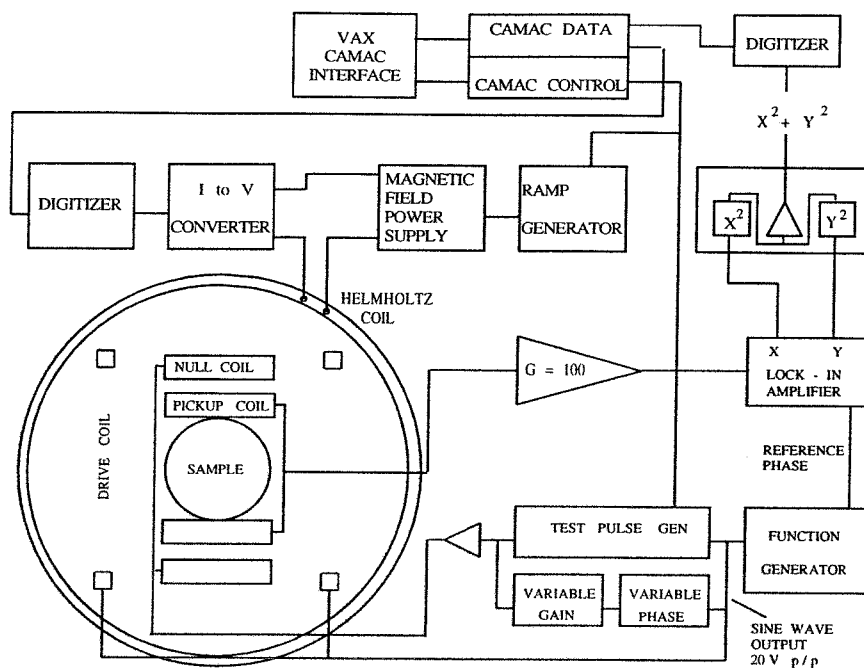 VAX
CAMAC
INTERFACE
CAMAC DATA
CAMAC CONTROL
DIGITIZER
X² + Y²
DIGITIZER
I to V
CONVERTER
MAGNETIC
FIELD
POWER
SUPPLY
RAMP
GENERATOR
X²
Y²
HELMHOLTZ
COIL
X Y
LOCK - IN
AMPLIFIER
G = 100
NULL COIL
PICKUP COIL
SAMPLE
DRIVE COIL
REFERENCE
PHASE
TEST PULSE GEN
FUNCTION
GENERATOR
VARIABLE
GAIN
VARIABLE
PHASE
SINE WAVE
OUTPUT
20 V p / p